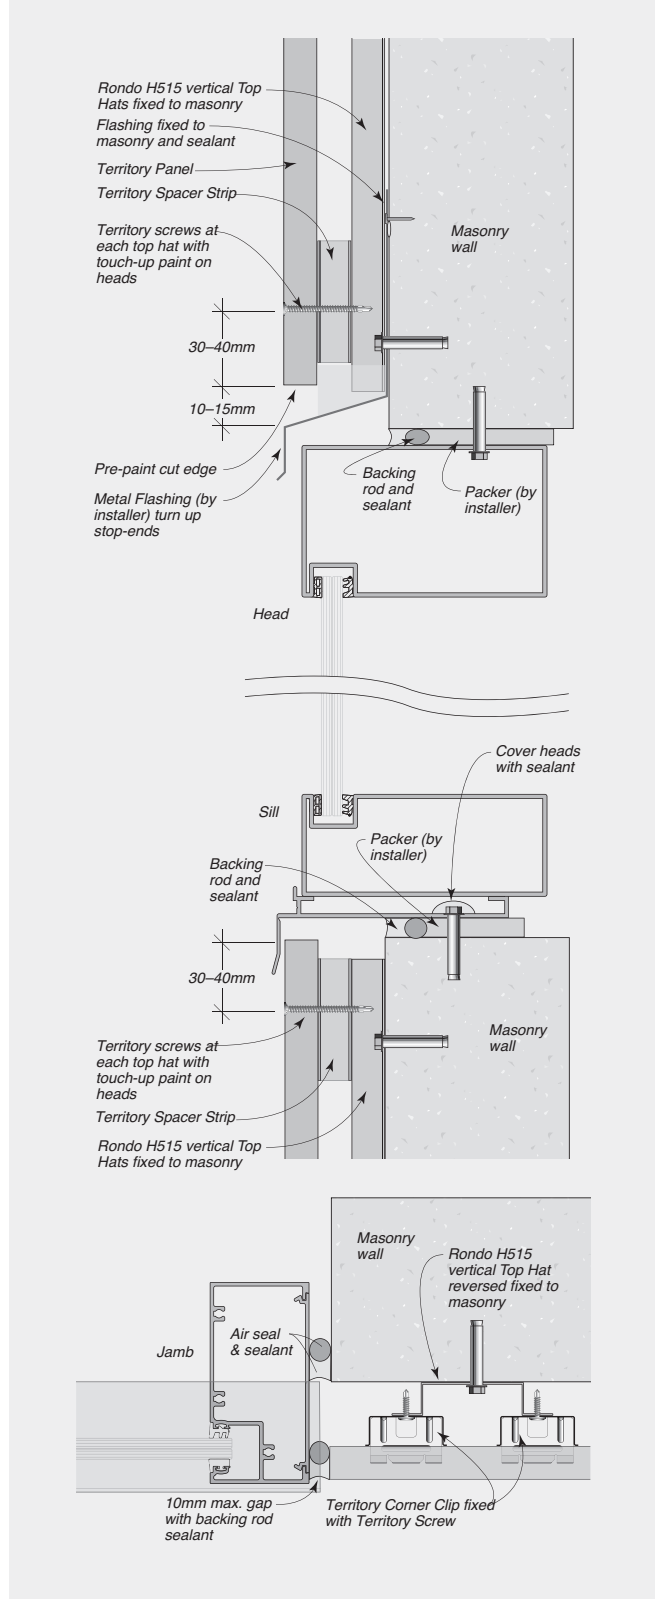 Rondo H515 vertical Top
Hats fixed to masonry
Flashing fixed to
masonry and sealant
Territory Panel
Territory Spacer Strip
Territory screws at
each top hat with
touch-up paint on
heads
Masonry
wall
30–40mm
10–15mm
Pre-paint cut edge
Metal Flashing (by
installer) turn up
stop-ends
Backing
rod and
sealant
Packer (by
installer)
Head
Cover heads
with sealant
Sill
Packer (by
installer)
Backing
rod and
sealant
30–40mm
Territory screws at
each top hat with
touch-up paint on
heads
Masonry
wall
Territory Spacer Strip
Rondo H515 vertical Top
Hats fixed to masonry
Masonry
wall
Rondo H515
vertical Top Hat
reversed fixed to
masonry
Air seal
& sealant
Jamb
10mm max. gap
with backing rod
sealant
Territory Corner Clip fixed
with Territory Screw